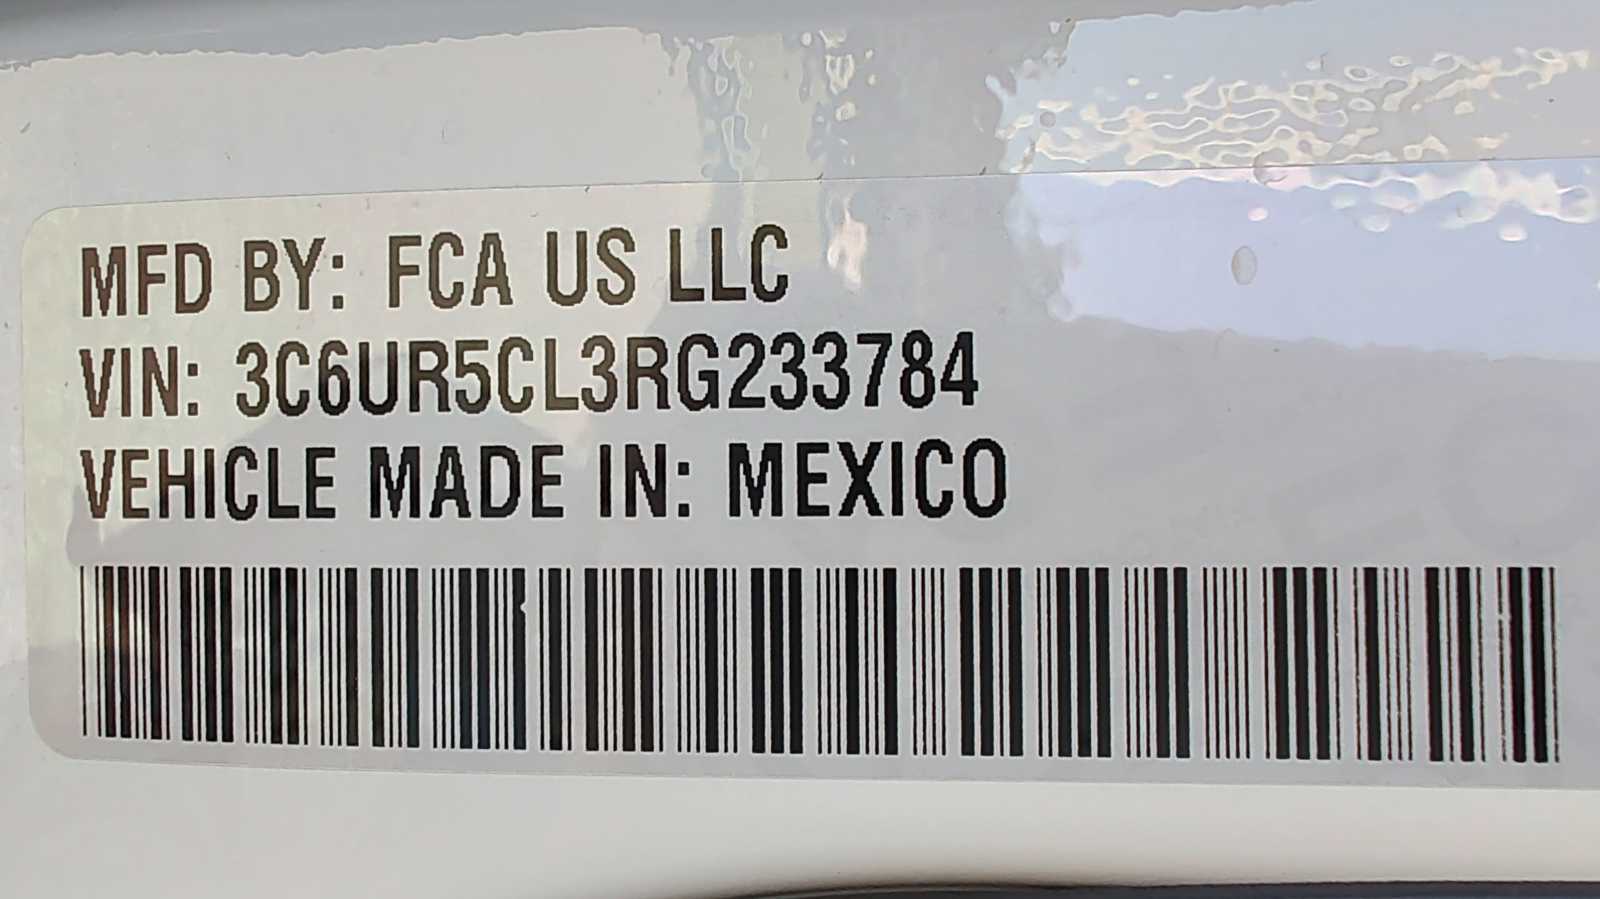 MFD BY: FCA US LLC
VIN: 3C6UR5CL3RG233784
VEHICLE MADE IN: MEXICO